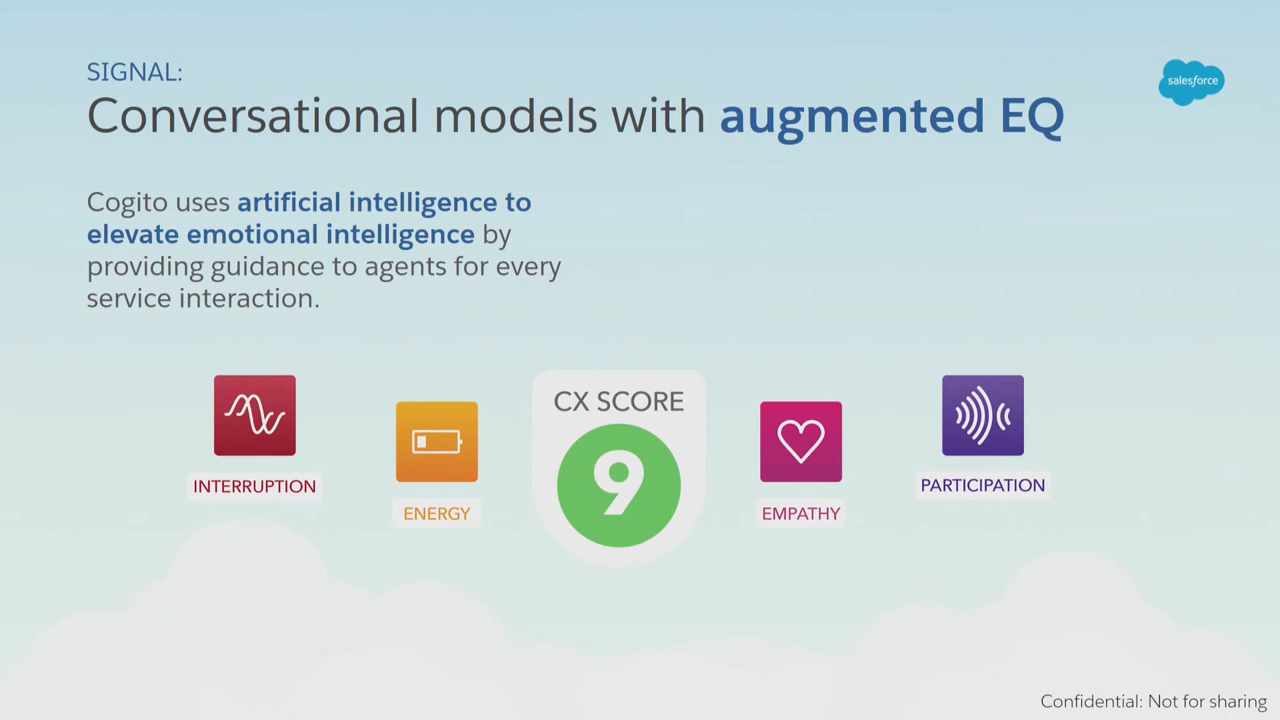 SIGNAL:
salesforce
Conversational models with augmented EQ
Cogito uses artificial intelligence to
elevate emotional intelligence by
providing guidance to agents for every
service interaction.
CX SCORE
9
INTERRUPTION
ENERGY
EMPATHY
PARTICIPATION
Confidential: Not for sharing